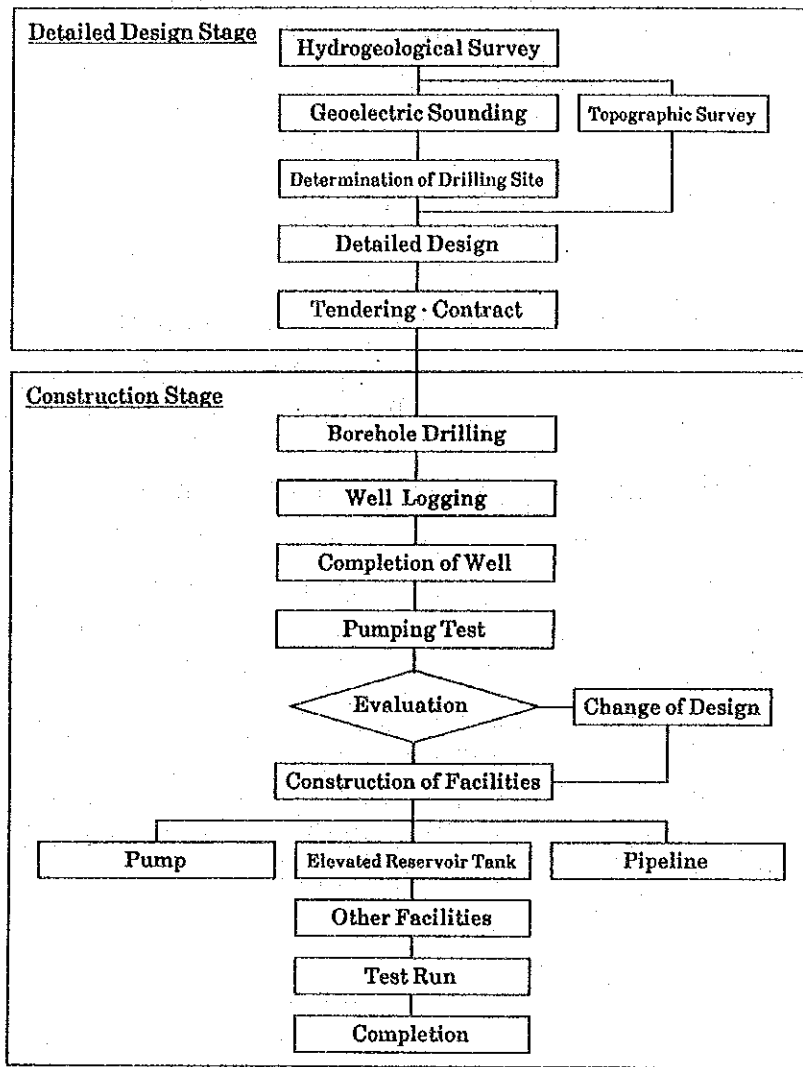 Detailed Design Stage
Hydrogeological Survey
Geoelectric Sounding
Topographic Survey
Determination of Drilling Site
Detailed Design
Tendering · Contract
Construction Stage
Borehole Drilling
Well Logging
Completion of Well
Pumping Test
Evaluation
Change of Design
Construction of Facilities
Pump
Elevated Reservoir Tank
Pipeline
Other Facilities
Test Run
Completion